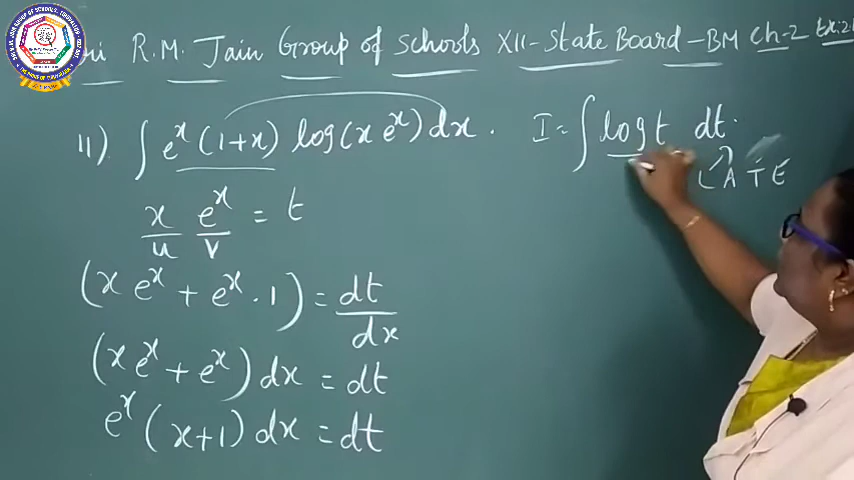 R.M. Jain Group of Schools XII-State Board-BM Ch-2
11) ∫ e^x (1+x) log(x e^x) dx. I = ∫ log t dt.
L A T E
x e^x = t
u v
(x e^x + e^x . 1) = dt/dx
(x e^x + e^x) dx = dt
e^x (x+1) dx = dt